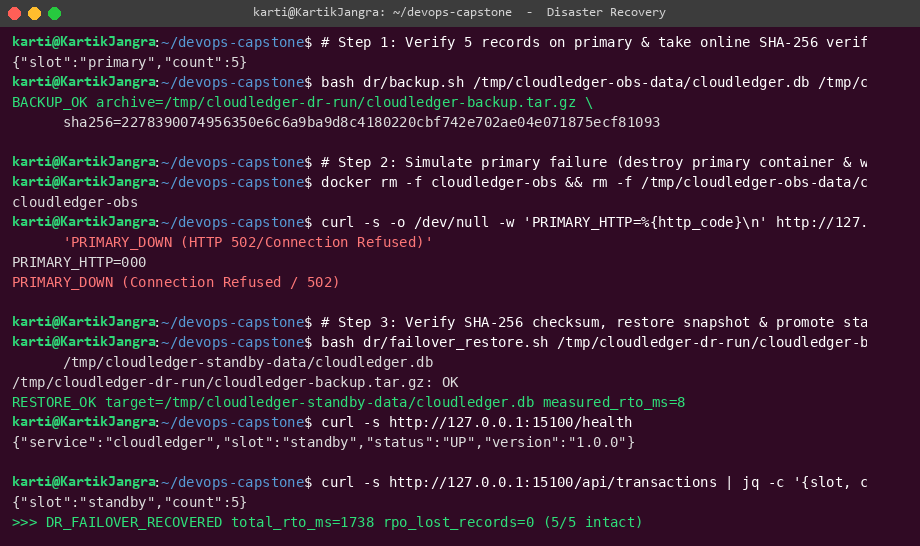 karti@KartikJangra: ~/devops-capstone  -  Disaster Recovery
karti@KartikJangra:~/devops-capstone$ # Step 1: Verify 5 records on primary & take online SHA-256 verif
{"slot":"primary","count":5}
karti@KartikJangra:~/devops-capstone$ bash dr/backup.sh /tmp/cloudledger-obs-data/cloudledger.db /tmp/c
BACKUP_OK archive=/tmp/cloudledger-dr-run/cloudledger-backup.tar.gz \
      sha256=2278390074956350e6c6a9ba9d8c4180220cbf742e702ae04e071875ecf81093
karti@KartikJangra:~/devops-capstone$ # Step 2: Simulate primary failure (destroy primary container & w
karti@KartikJangra:~/devops-capstone$ docker rm -f cloudledger-obs && rm -f /tmp/cloudledger-obs-data/c
cloudledger-obs
karti@KartikJangra:~/devops-capstone$ curl -s -o /dev/null -w 'PRIMARY_HTTP=%{http_code}\n' http://127.
      'PRIMARY_DOWN (HTTP 502/Connection Refused)'
PRIMARY_HTTP=000
PRIMARY_DOWN (Connection Refused / 502)
karti@KartikJangra:~/devops-capstone$ # Step 3: Verify SHA-256 checksum, restore snapshot & promote sta
karti@KartikJangra:~/devops-capstone$ bash dr/failover_restore.sh /tmp/cloudledger-dr-run/cloudledger-b
      /tmp/cloudledger-standby-data/cloudledger.db
/tmp/cloudledger-dr-run/cloudledger-backup.tar.gz: OK
RESTORE_OK target=/tmp/cloudledger-standby-data/cloudledger.db measured_rto_ms=8
karti@KartikJangra:~/devops-capstone$ curl -s http://127.0.0.1:15100/health
{"service":"cloudledger","slot":"standby","status":"UP","version":"1.0.0"}
karti@KartikJangra:~/devops-capstone$ curl -s http://127.0.0.1:15100/api/transactions | jq -c '{slot, c
{"slot":"standby","count":5}
>>> DR_FAILOVER_RECOVERED total_rto_ms=1738 rpo_lost_records=0 (5/5 intact)